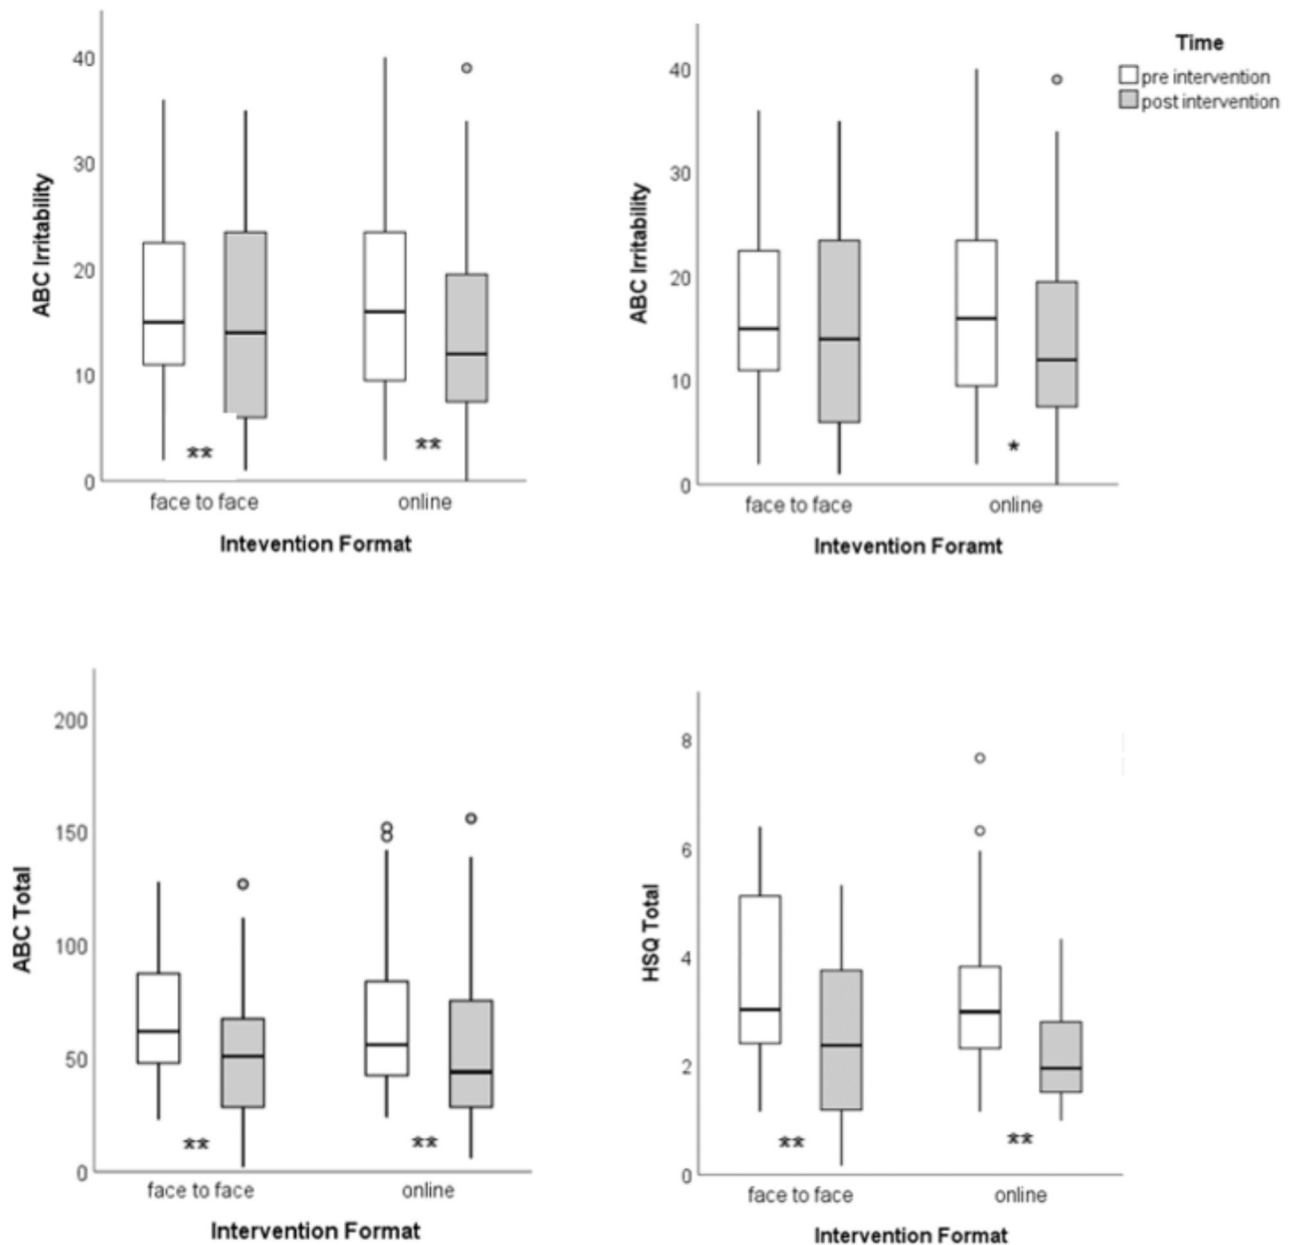 40
30
20
10
0
ABC Irritability
**
**
face to face
online
Intevention Format
40
30
20
10
0
ABC Irritability
*
face to face
online
Intevention Foramt
Time
pre intervention
post intervention
200
150
100
50
0
ABC Total
**
**
face to face
online
Intervention Format
8
6
4
2
0
HSQ Total
**
**
face to face
online
Intervention Format